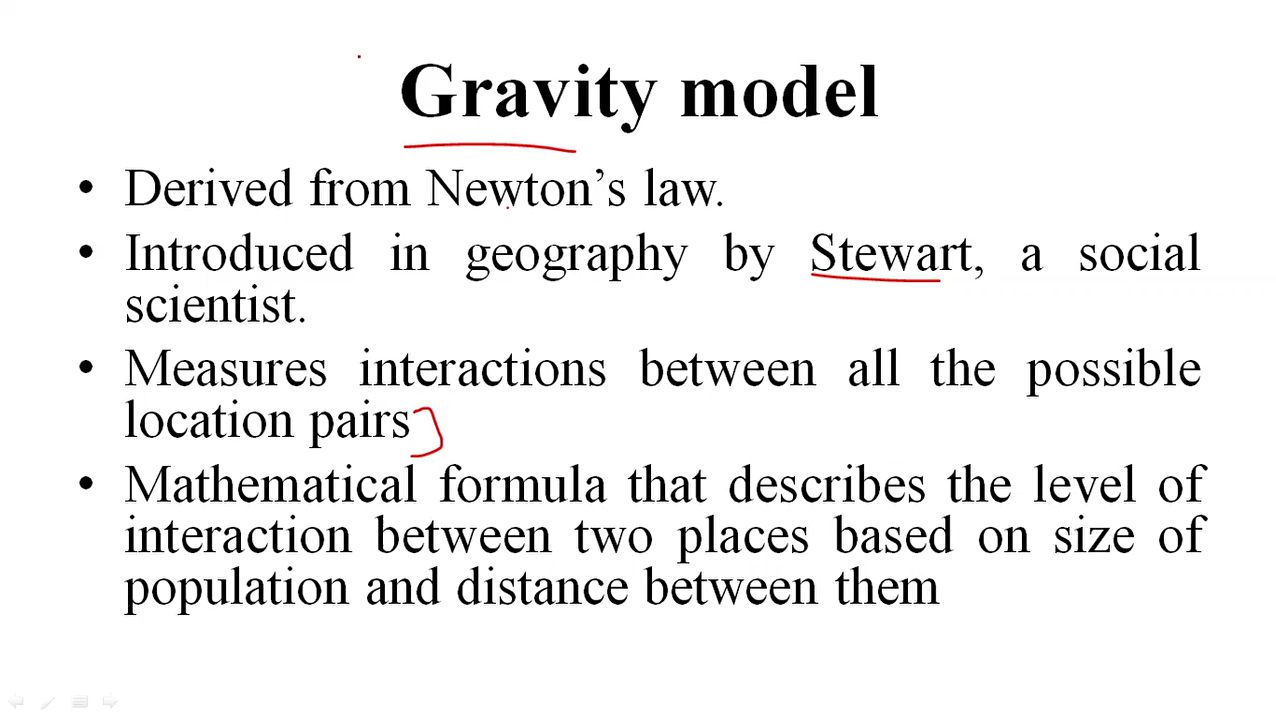 Gravity model
• Derived from Newton’s law.
• Introduced in geography by Stewart, a social
scientist.
• Measures interactions between all the possible
location pairs
• Mathematical formula that describes the level of
interaction between two places based on size of
population and distance between them